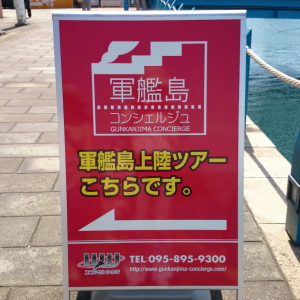 軍艦島
コンシェルジュ
GUNKANJIMA CONCIERGE
軍艦島上陸ツアー
こちらです。
TEL:095-895-9300
http://www.gunkanjima-concierge.com/